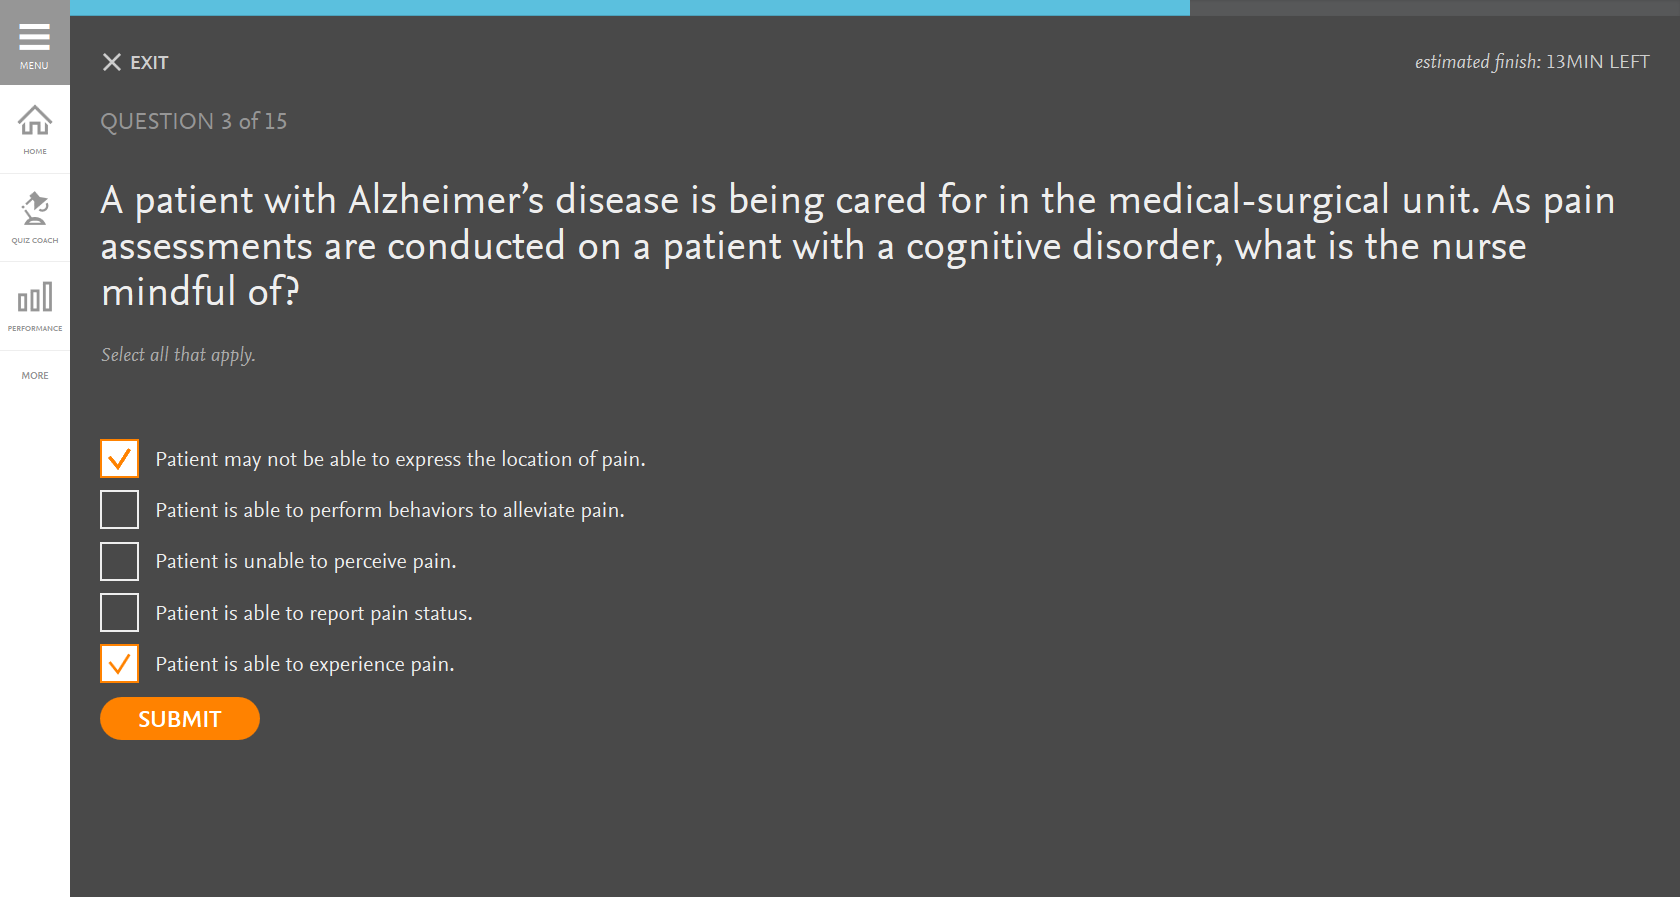 MENU
HOME
QUIZ COACH
PERFORMANCE
MORE
EXIT
estimated finish: 13MIN LEFT
QUESTION 3 of 15
A patient with Alzheimer’s disease is being cared for in the medical-surgical unit. As pain
assessments are conducted on a patient with a cognitive disorder, what is the nurse
mindful of?
Select all that apply.
Patient may not be able to express the location of pain.
Patient is able to perform behaviors to alleviate pain.
Patient is unable to perceive pain.
Patient is able to report pain status.
Patient is able to experience pain.
SUBMIT